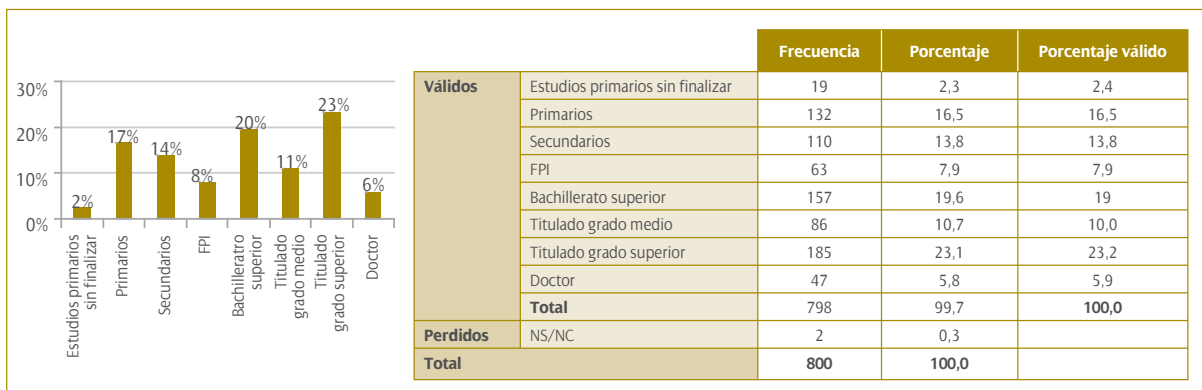 30%
20%
10%
0%
2%
17%
14%
8%
20%
11%
23%
6%
Estudios primarios
sin finalizar
Primarios
Secundarios
FPI
Bachilleratro
superior
Titulado
grado medio
Titulado
grado superior
Doctor
Frecuencia Porcentaje Porcentaje válido
Válidos Estudios primarios sin finalizar 19 2,3 2,4
Primarios 132 16,5 16,5
Secundarios 110 13,8 13,8
FPI 63 7,9 7,9
Bachillerato superior 157 19,6 19
Titulado grado medio 86 10,7 10,0
Titulado grado superior 185 23,1 23,2
Doctor 47 5,8 5,9
Total 798 99,7 100,0
Perdidos NS/NC 2 0,3
Total 800 100,0